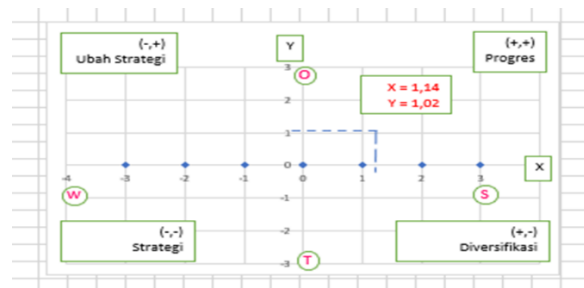 (-,+)
Ubah Strategi
Y
(+,+)
Progres
3
O
X = 1,14
Y = 1,02
2
1
0
X
-4
-3
-2
-1
0
1
2
3
W
-1
S
(-,-)
Strategi
-2
(+,-)
Diversifikasi
-3
T